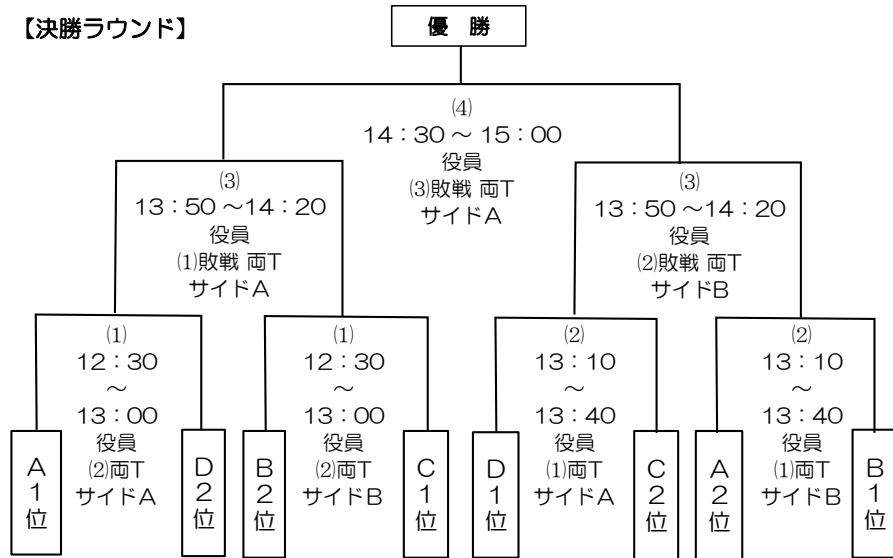 【決勝ラウンド】
優 勝
⑷
14：30 ～ 15：00
役員
⑶敗戦 両T
サイドA
⑶
13：50 ～14：20
役員
⑴敗戦 両T
サイドA
⑶
13：50 ～14：20
役員
⑵敗戦 両T
サイドB
⑴
12：30
～
13：00
役員
⑵両T
サイドA
⑴
12：30
～
13：00
役員
⑵両T
サイドB
⑵
13：10
～
13：40
役員
⑴両T
サイドA
⑵
13：10
～
13：40
役員
⑴両T
サイドB
A1位
D2位
B2位
C1位
D1位
C2位
A2位
B1位